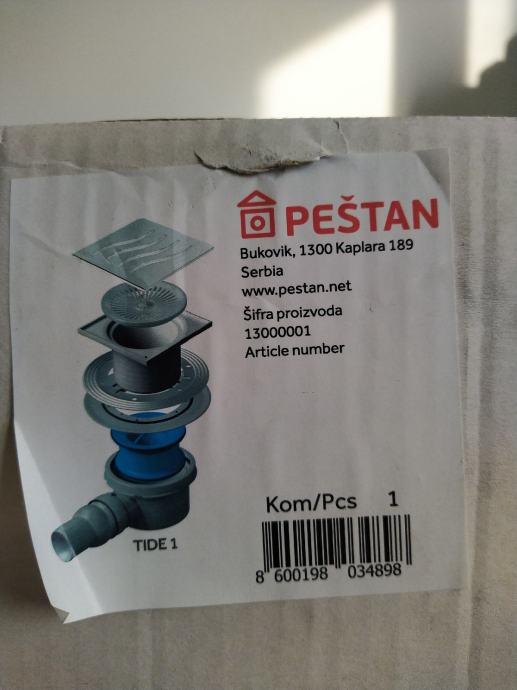 PEŠTAN
Bukovik, 1300 Kaplara 189
Serbia
www.pestan.net
Šifra proizvoda
13000001
Article number
Kom/Pcs 1
TIDE 1
8 600198 034898